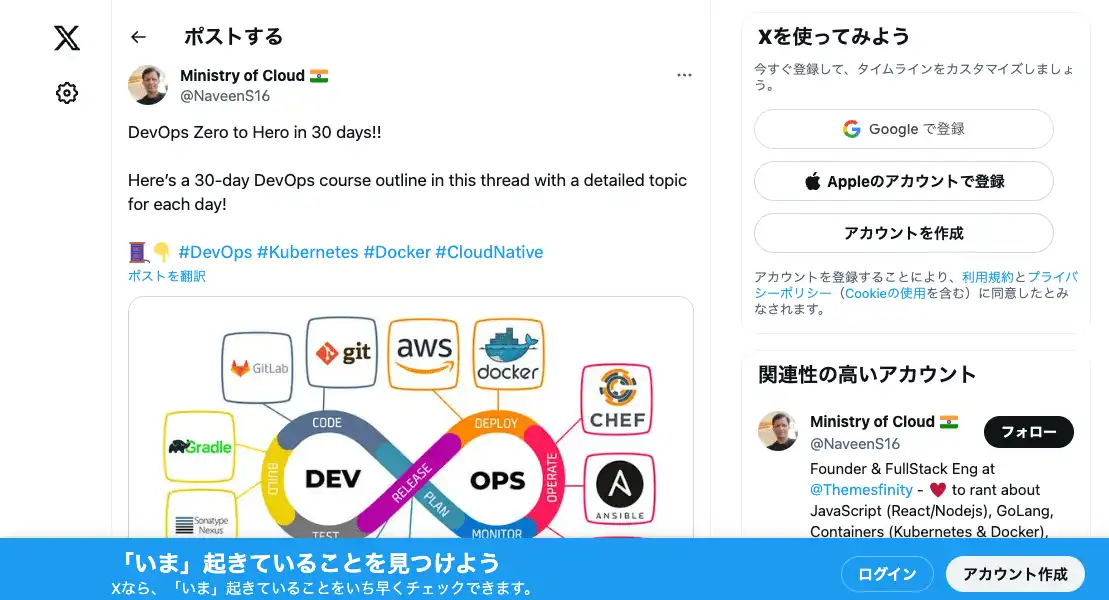 ポストする
Ministry of Cloud 🇮🇳
@NaveenS16
DevOps Zero to Hero in 30 days!!
Here's a 30-day DevOps course outline in this thread with a detailed topic
for each day!
🧵👇 #DevOps #Kubernetes #Docker #CloudNative
ポストを翻訳
GitLab
git
aws
docker
CHEF
Gradle
Sonatype
Nexus
ANSIBLE
CODE
DEPLOY
BUILD
DEV
RELEASE
PLAN
OPS
OPERATE
TEST
MONITOR
Xを使ってみよう
今すぐ登録して、タイムラインをカスタマイズしましょ
う。
Google で登録
Appleのアカウントで登録
アカウントを作成
アカウントを登録することにより、利用規約とプライバ
シーポリシー（Cookieの使用を含む）に同意したとみ
なされます。
関連性の高いアカウント
Ministry of Cloud 🇮🇳
@NaveenS16
フォロー
Founder & FullStack Eng at
@Themesfinity - ♥️ to rant about
JavaScript (React/Nodejs), GoLang,
Containers (Kubernetes & Docker),
「いま」起きていることを見つけよう
Xなら、「いま」起きていることをいち早くチェックできます。
ログイン
アカウント作成